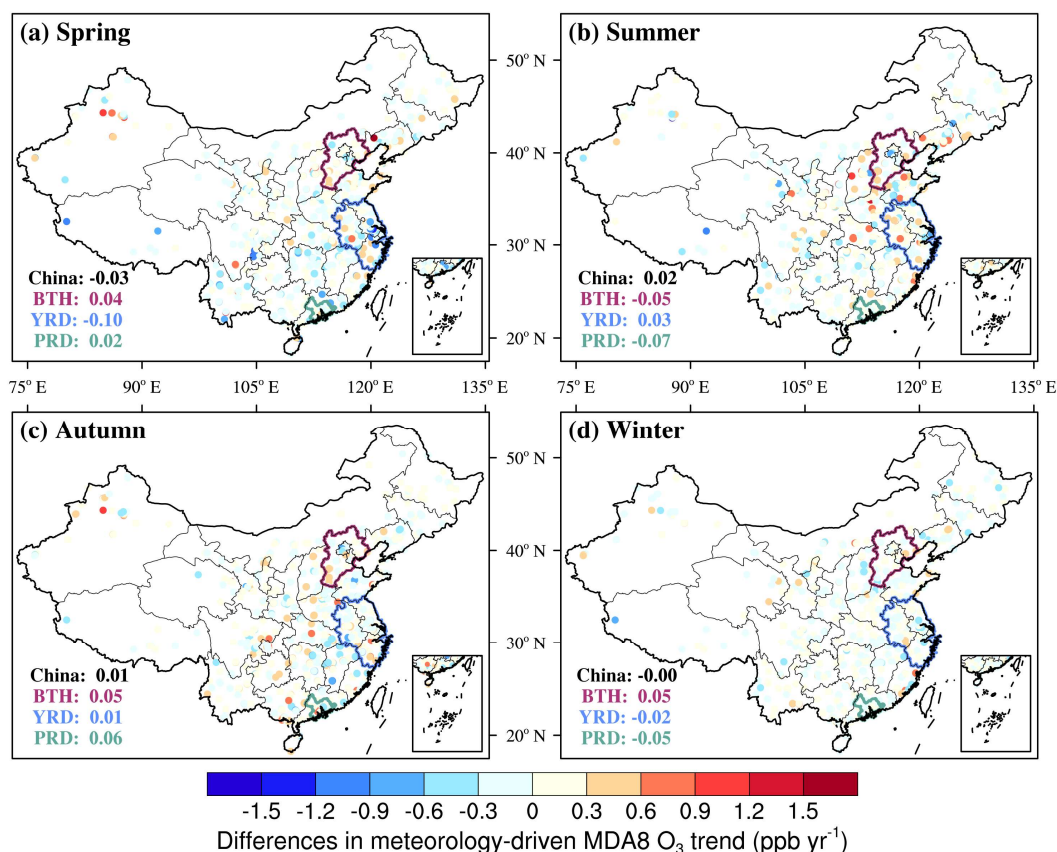 (a) Spring
(b) Summer
50° N
40° N
30° N
20° N
50° N
40° N
30° N
20° N
China: -0.03
BTH: 0.04
YRD: -0.10
PRD: 0.02
China: 0.02
BTH: -0.05
YRD: 0.03
PRD: -0.07
75° E 90° E 105° E 120° E 135° E
75° E 90° E 105° E 120° E 135° E
(c) Autumn
(d) Winter
50° N
40° N
30° N
20° N
50° N
40° N
30° N
20° N
China: 0.01
BTH: 0.05
YRD: 0.01
PRD: 0.06
China: -0.00
BTH: 0.05
YRD: -0.02
PRD: -0.05
-1.5 -1.2 -0.9 -0.6 -0.3 0 0.3 0.6 0.9 1.2 1.5
Differences in meteorology-driven MDA8 O₃ trend (ppb yr⁻¹)